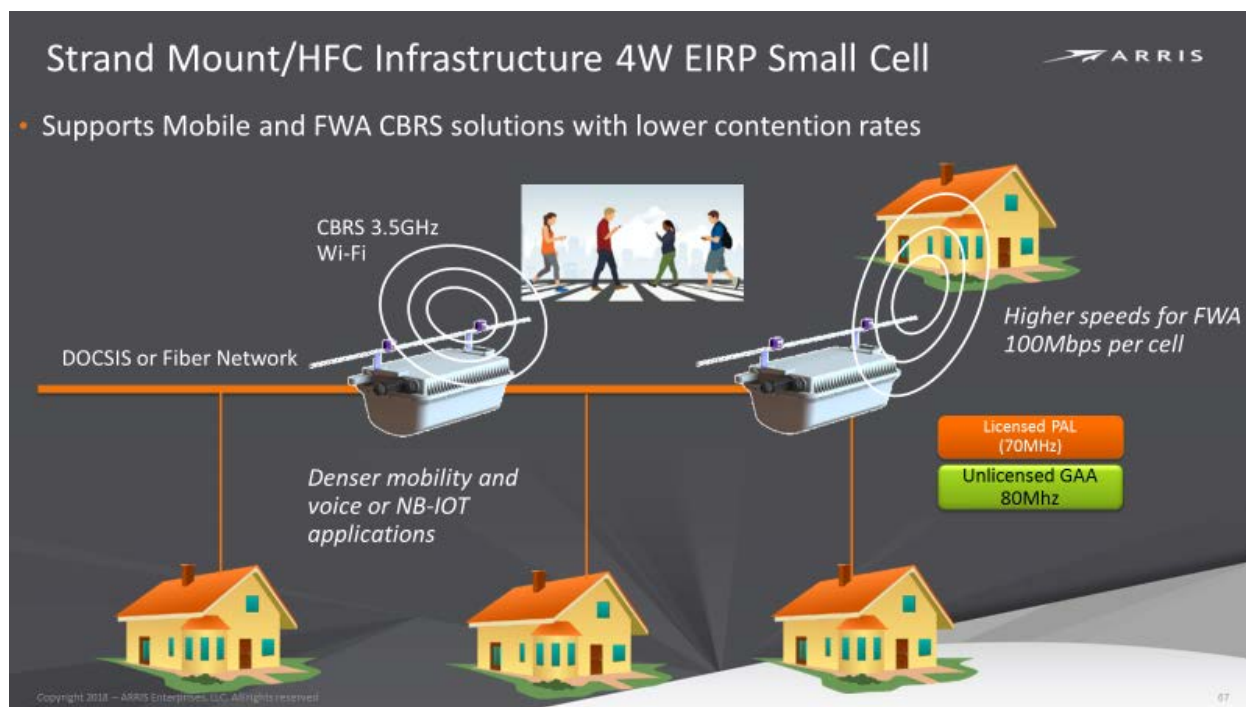 Strand Mount/HFC Infrastructure 4W EIRP Small Cell
ARRIS
• Supports Mobile and FWA CBRS solutions with lower contention rates
CBRS 3.5GHz
Wi-Fi
Higher speeds for FWA
100Mbps per cell
DOCSIS or Fiber Network
Licensed PAL
(70MHz)
Unlicensed GAA
80Mhz
Denser mobility and
voice or NB-IOT
applications
Copyright 2018 – ARRIS Enterprises, LLC. All rights reserved
67